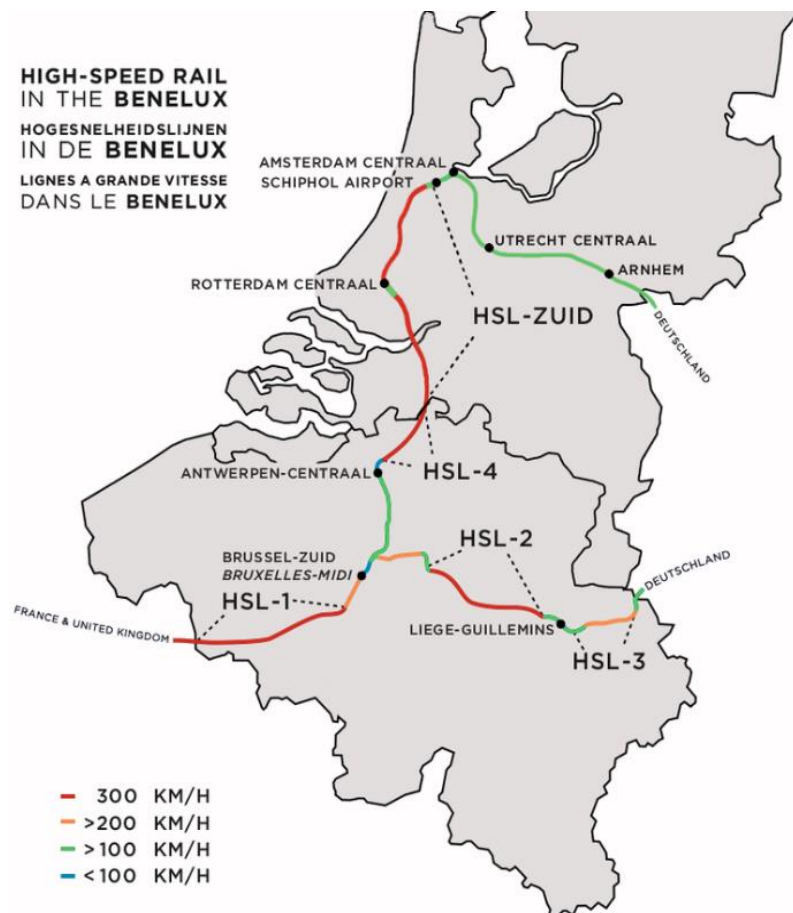 HIGH-SPEED RAIL
IN THE BENELUX
HOGESNELHEIDSLIJNEN
IN DE BENELUX
LIGNES A GRANDE VITESSE
DANS LE BENELUX
AMSTERDAM CENTRAAL
SCHIPHOL AIRPORT
UTRECHT CENTRAAL
ARNHEM
ROTTERDAM CENTRAAL
HSL-ZUID
DEUTSCHLAND
ANTWERPEN-CENTRAAL
HSL-4
BRUSSEL-ZUID
BRUXELLES-MIDI
HSL-2
DEUTSCHLAND
HSL-1
FRANCE & UNITED KINGDOM
LIEGE-GUILLEMINS
HSL-3
300 KM/H
>200 KM/H
>100 KM/H
<100 KM/H